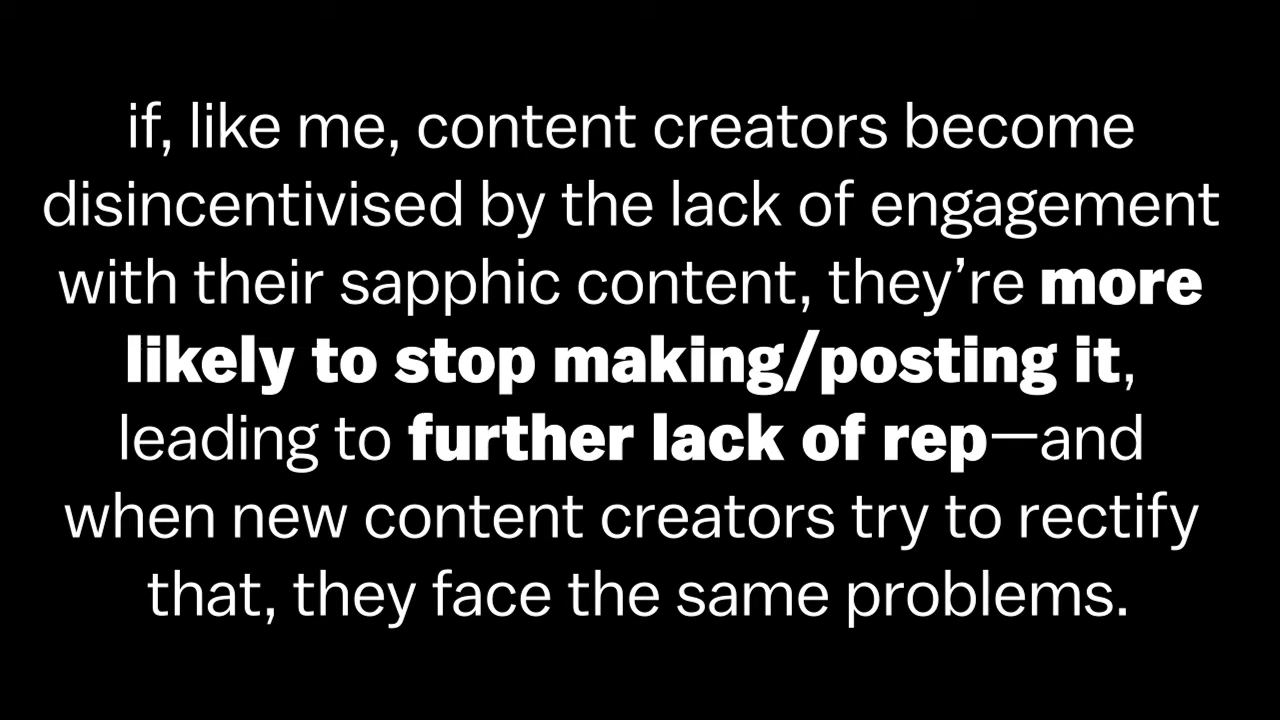 if, like me, content creators become
disincentivised by the lack of engagement
with their sapphic content, they’re more
likely to stop making/posting it,
leading to further lack of rep—and
when new content creators try to rectify
that, they face the same problems.